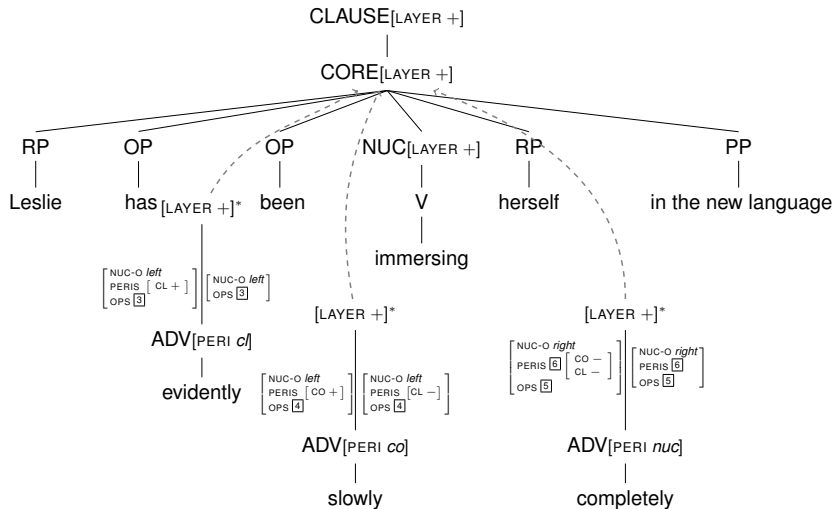 CLAUSE[LAYER +]
CORE[LAYER +]
RP OP OP NUC[LAYER +] RP PP
Leslie has [LAYER +]* been V herself in the new language
immersing
[NUC-O left [NUC-O left]
PERIS [CL +]
OPS 3] OPS 3]
[LAYER +]* [LAYER +]*
ADV[PERI cl]
[NUC-O right [NUC-O right
PERIS 6 [CO − CL −] PERIS 6
OPS 5] OPS 5]
evidently
[NUC-O left [NUC-O left
PERIS [CO +] PERIS [CL −]
OPS 4] OPS 4]
ADV[PERI co] ADV[PERI nuc]
slowly completely